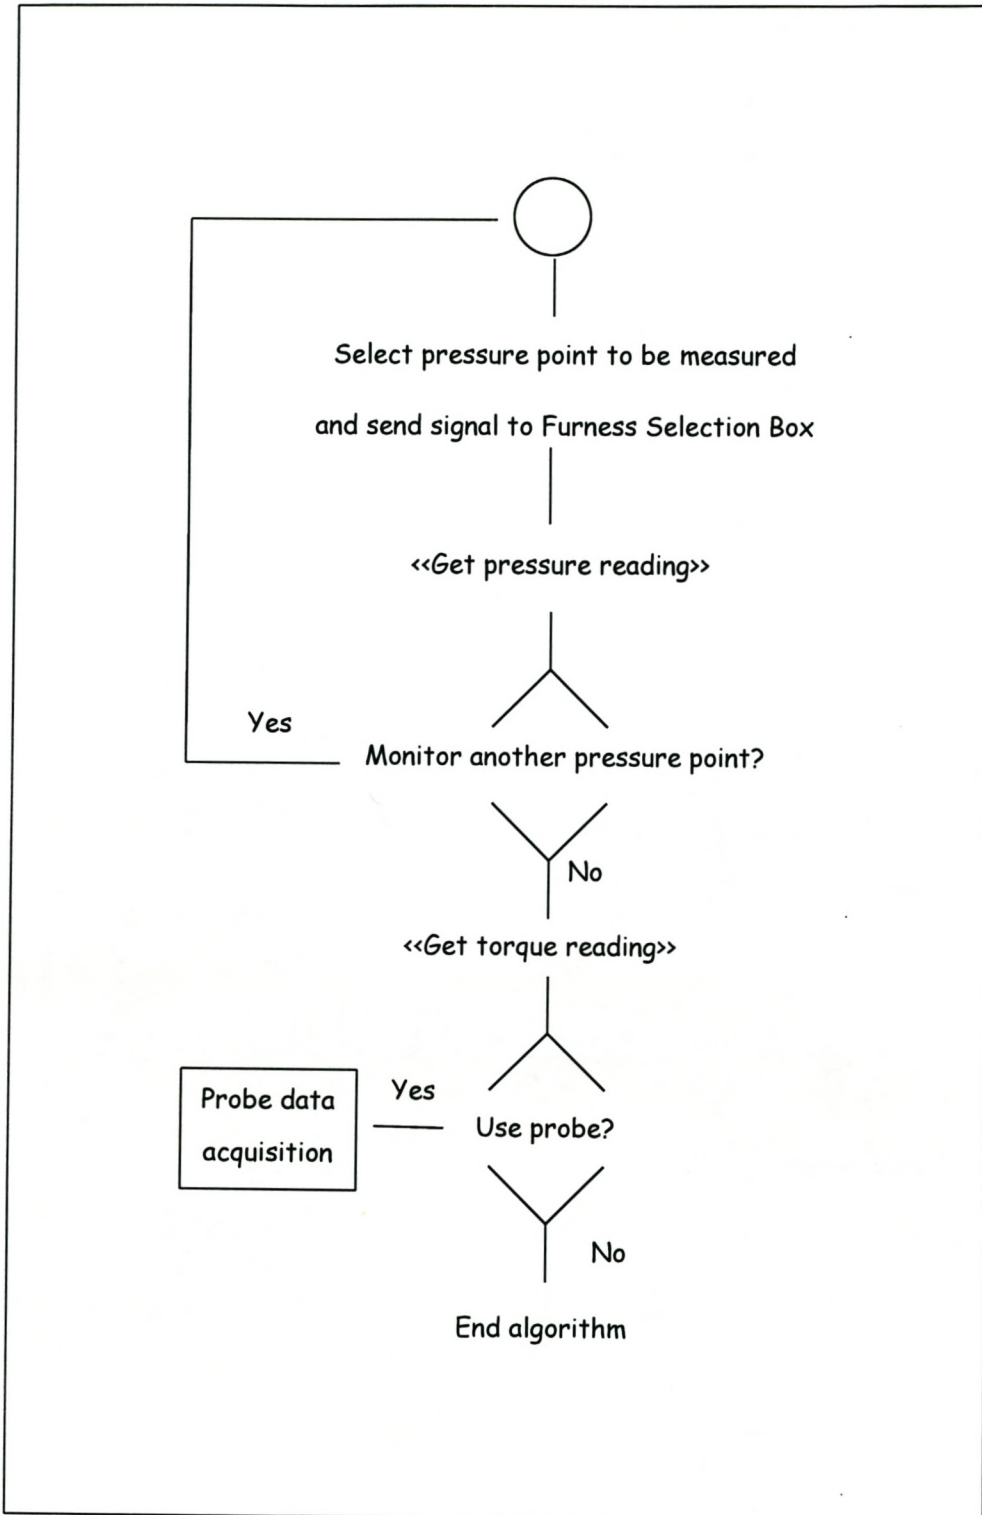 Select pressure point to be measured
and send signal to Furness Selection Box
<<Get pressure reading>>
Yes
Monitor another pressure point?
No
<<Get torque reading>>
Yes
Probe data
acquisition
Use probe?
No
End algorithm